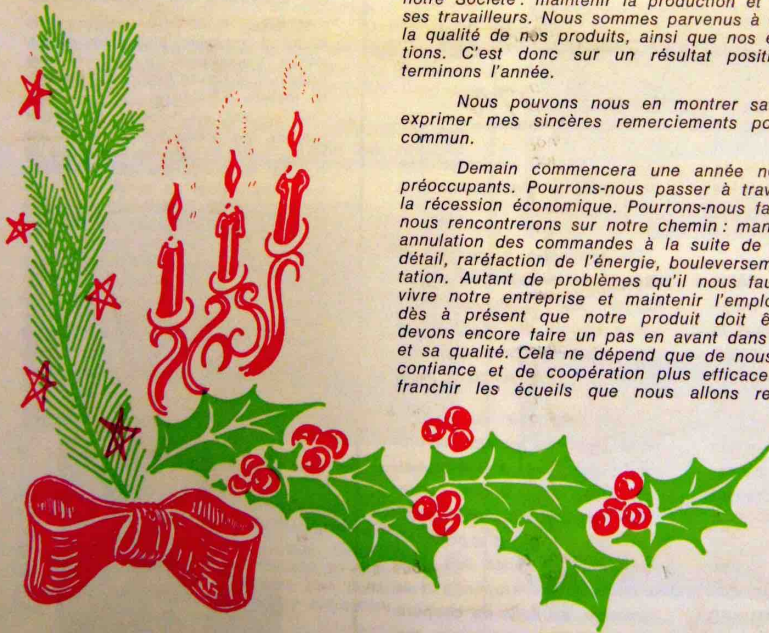 notre Société : maintenir la production et
ses travailleurs. Nous sommes parvenus à
la qualité de nos produits, ainsi que nos
tions. C'est donc sur un résultat positi
terminons l'année.
Nous pouvons nous en montrer sa
exprimer mes sincères remerciements po
commun.
Demain commencera une année no
préoccupants. Pourrons-nous passer à trav
la récession économique. Pourrons-nous fa
nous rencontrerons sur notre chemin : man
annulation des commandes à la suite de
détail, raréfaction de l'énergie, bouleversem
tation. Autant de problèmes qu'il nous fau
vivre notre entreprise et maintenir l'emplo
dès à présent que notre produit doit ê
devons encore faire un pas en avant dans
et sa qualité. Cela ne dépend que de nous
confiance et de coopération plus efficace
franchir les écueils que nous allons re